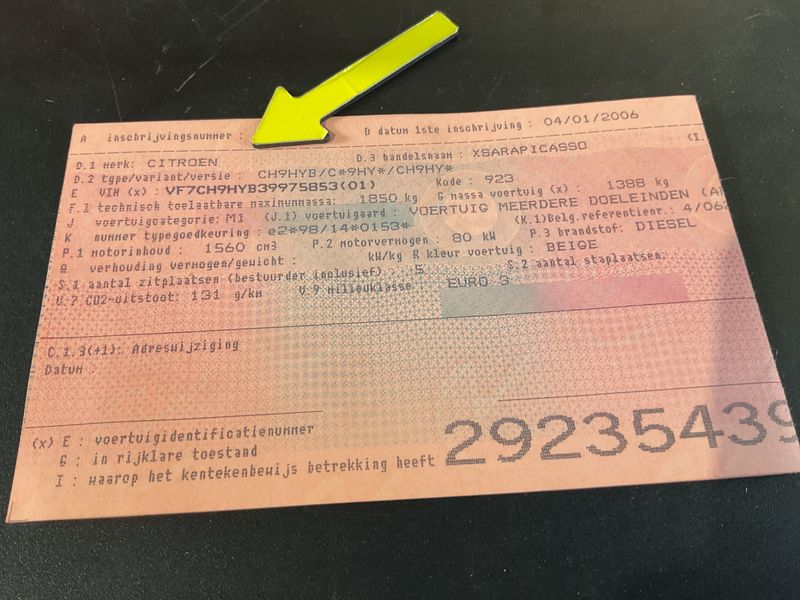 A inschrijvingsnummer : B datum 1ste inschrijving : 04/01/2006
(I.
D.1 merk: CITROEN D.3 handelsnaam : XSARAPICASSO
D.2 type/variant/versie : CH9HYB/C*9HY*/CH9HY*
E VIN (x) : VF7CH9HYB39975853(01) Kode : 923 G massa voertuig (x) : 1388 kg
F.1 technisch toelaatbare maximummassa: 1850 kg
J voertuigcategorie: M1 (J.1) voertuigaard : VOERTUIG MEERDERE DOELEINDEN (A
K nummer typegoedkeuring : e2*98/14*0153* (K.1)Belg.referentienr.: 4/062
P.1 motorinhoud : 1560 cm3 P.2 motorvermogen : 80 kW P.3 brandstof: DIESEL
Q verhouding vermogen/gewicht : kW/kg R kleur voertuig : BEIGE
S.1 aantal zitplaatsen (bestuurder inclusief) 5 S.2 aantal staplaatsen:
V.7 CO2-uitstoot: 131 g/km V.9 milieuklasse EURO 3
C.1.3(+1): Adreswijziging
Datum :
(x) E : voertuigidentificatienummer
G : in rijklare toestand
I : waarop het kentekenbewijs betrekking heeft
29235439